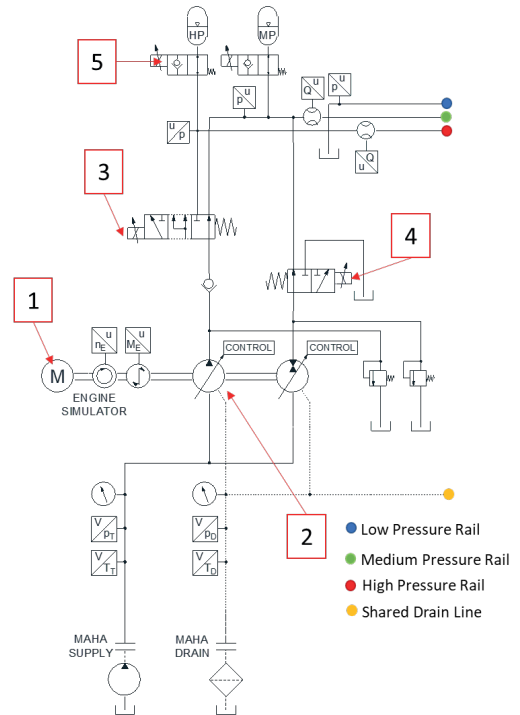 HP
MP
5
u
p
u
Q
u
p
u
p
Q
u
3
4
1
u
nE
u
ME
CONTROL
CONTROL
M
ENGINE
SIMULATOR
2
V
pT
V
pD
V
TT
V
TD
Low Pressure Rail
Medium Pressure Rail
High Pressure Rail
Shared Drain Line
MAHA
SUPPLY
MAHA
DRAIN